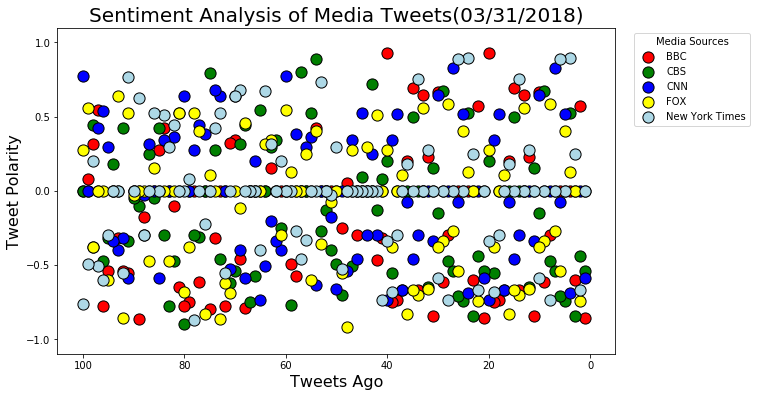 Sentiment Analysis of Media Tweets(03/31/2018)
Media Sources
BBC
CBS
CNN
FOX
New York Times
Tweet Polarity
1.0
0.5
0.0
−0.5
−1.0
100
80
60
40
20
0
Tweets Ago